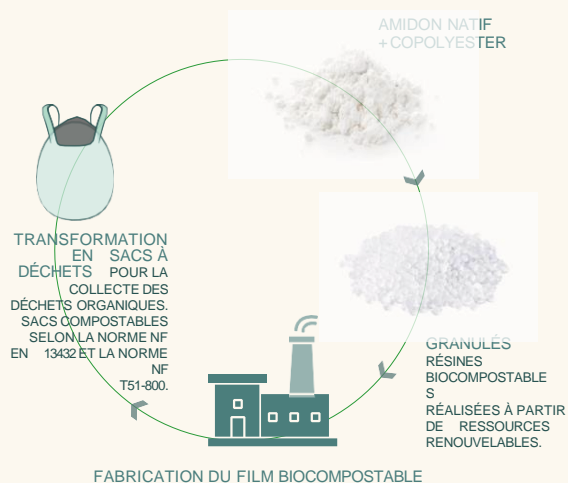 AMIDON NATIF
+COPOLYESTER
TRANSFORMATION
EN SACS À
DÉCHETS POUR LA
COLLECTE DES
DÉCHETS ORGANIQUES.
SACS COMPOSTABLES
SELON LA NORME NF
EN 13432 ET LA NORME
NF
T51-800.
GRANULÉS
RÉSINES
BIOCOMPOSTABLE
S
RÉALISÉES À PARTIR
DE RESSOURCES
RENOUVELABLES.
FABRICATION DU FILM BIOCOMPOSTABLE